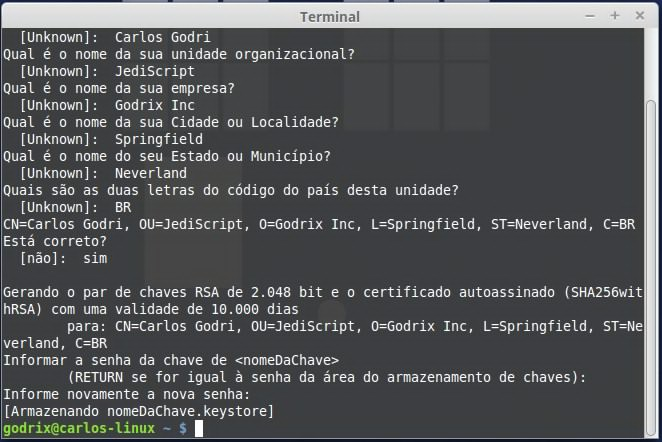 Terminal
[Unknown]:  Carlos Godri
Qual é o nome da sua unidade organizacional?
[Unknown]:  JediScript
Qual é o nome da sua empresa?
[Unknown]:  Godrix Inc
Qual é o nome da sua Cidade ou Localidade?
[Unknown]:  Springfield
Qual é o nome do seu Estado ou Município?
[Unknown]:  Neverland
Quais são as duas letras do código do país desta unidade?
[Unknown]:  BR
CN=Carlos Godri, OU=JediScript, O=Godrix Inc, L=Springfield, ST=Neverland, C=BR
Está correto?
[não]:  sim
Gerando o par de chaves RSA de 2.048 bit e o certificado autoassinado (SHA256wit
hRSA) com uma validade de 10.000 dias
para: CN=Carlos Godri, OU=JediScript, O=Godrix Inc, L=Springfield, ST=Ne
verland, C=BR
Informar a senha da chave de <nomeDaChave>
(RETURN se for igual à senha da área do armazenamento de chaves):
Informe novamente a nova senha:
[Armazenando nomeDaChave.keystore]
godrix@carlos-linux ~ $